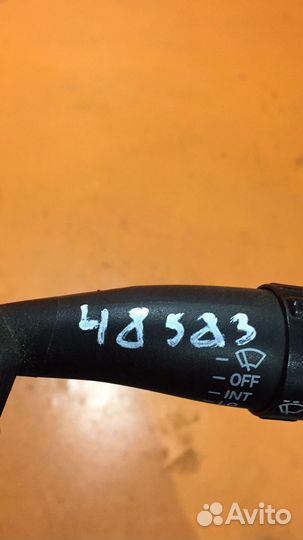 48583
- OFF
- INT
Avito